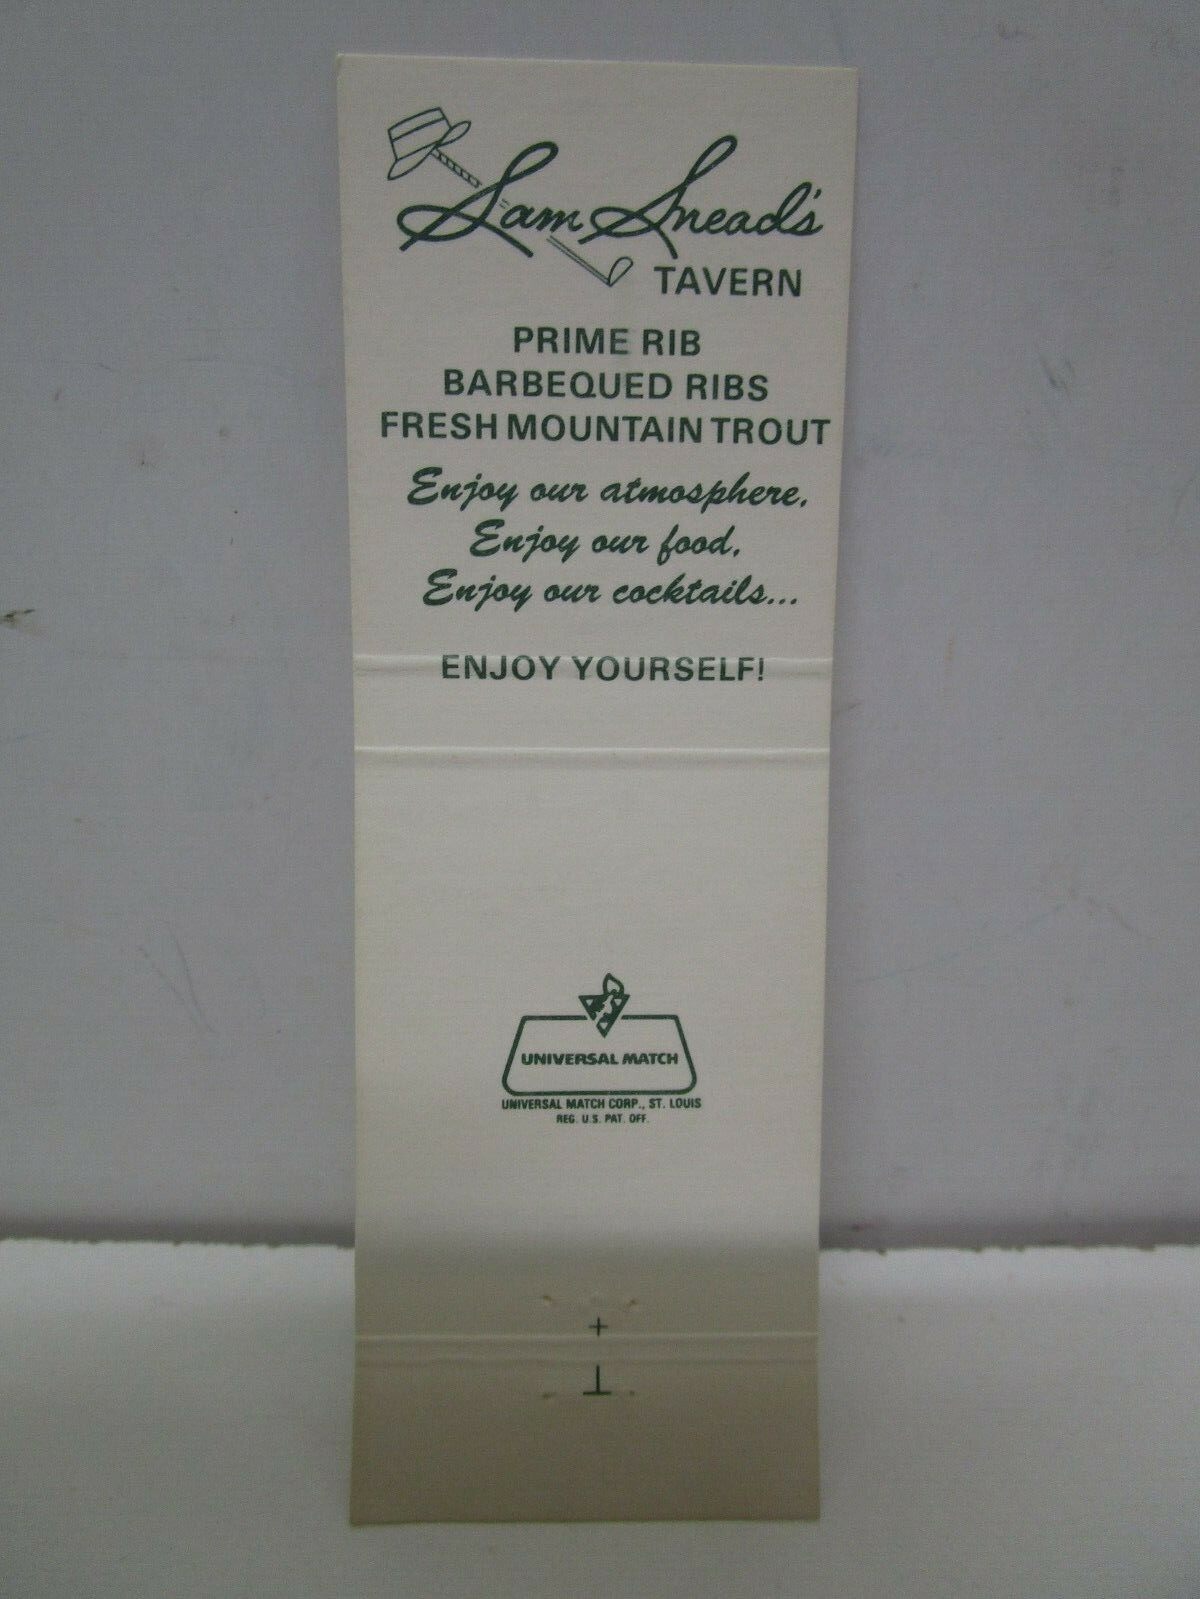 Sam Snead's
TAVERN
PRIME RIB
BARBEQUED RIBS
FRESH MOUNTAIN TROUT
Enjoy our atmosphere,
Enjoy our food,
Enjoy our cocktails...
ENJOY YOURSELF!
UNIVERSAL MATCH
UNIVERSAL MATCH CORP., ST. LOUIS
REG. U.S. PAT. OFF.